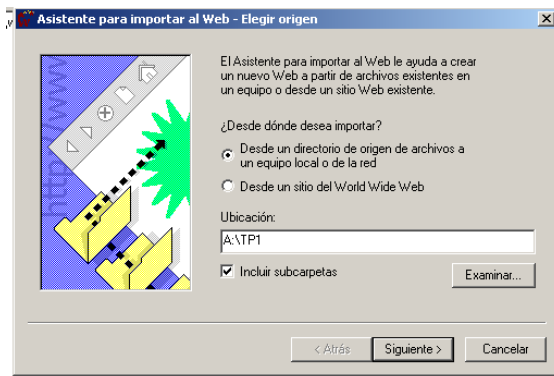 Asistente para importar al Web - Elegir origen
El Asistente para importar al Web le ayuda a crear
un nuevo Web a partir de archivos existentes en
un equipo o desde un sitio Web existente.
¿Desde dónde desea importar?
Desde un directorio de origen de archivos a
un equipo local o de la red
Desde un sitio del World Wide Web
Ubicación:
A:\TP1
Incluir subcarpetas
Examinar...
< Atrás
Siguiente >
Cancelar
http://www